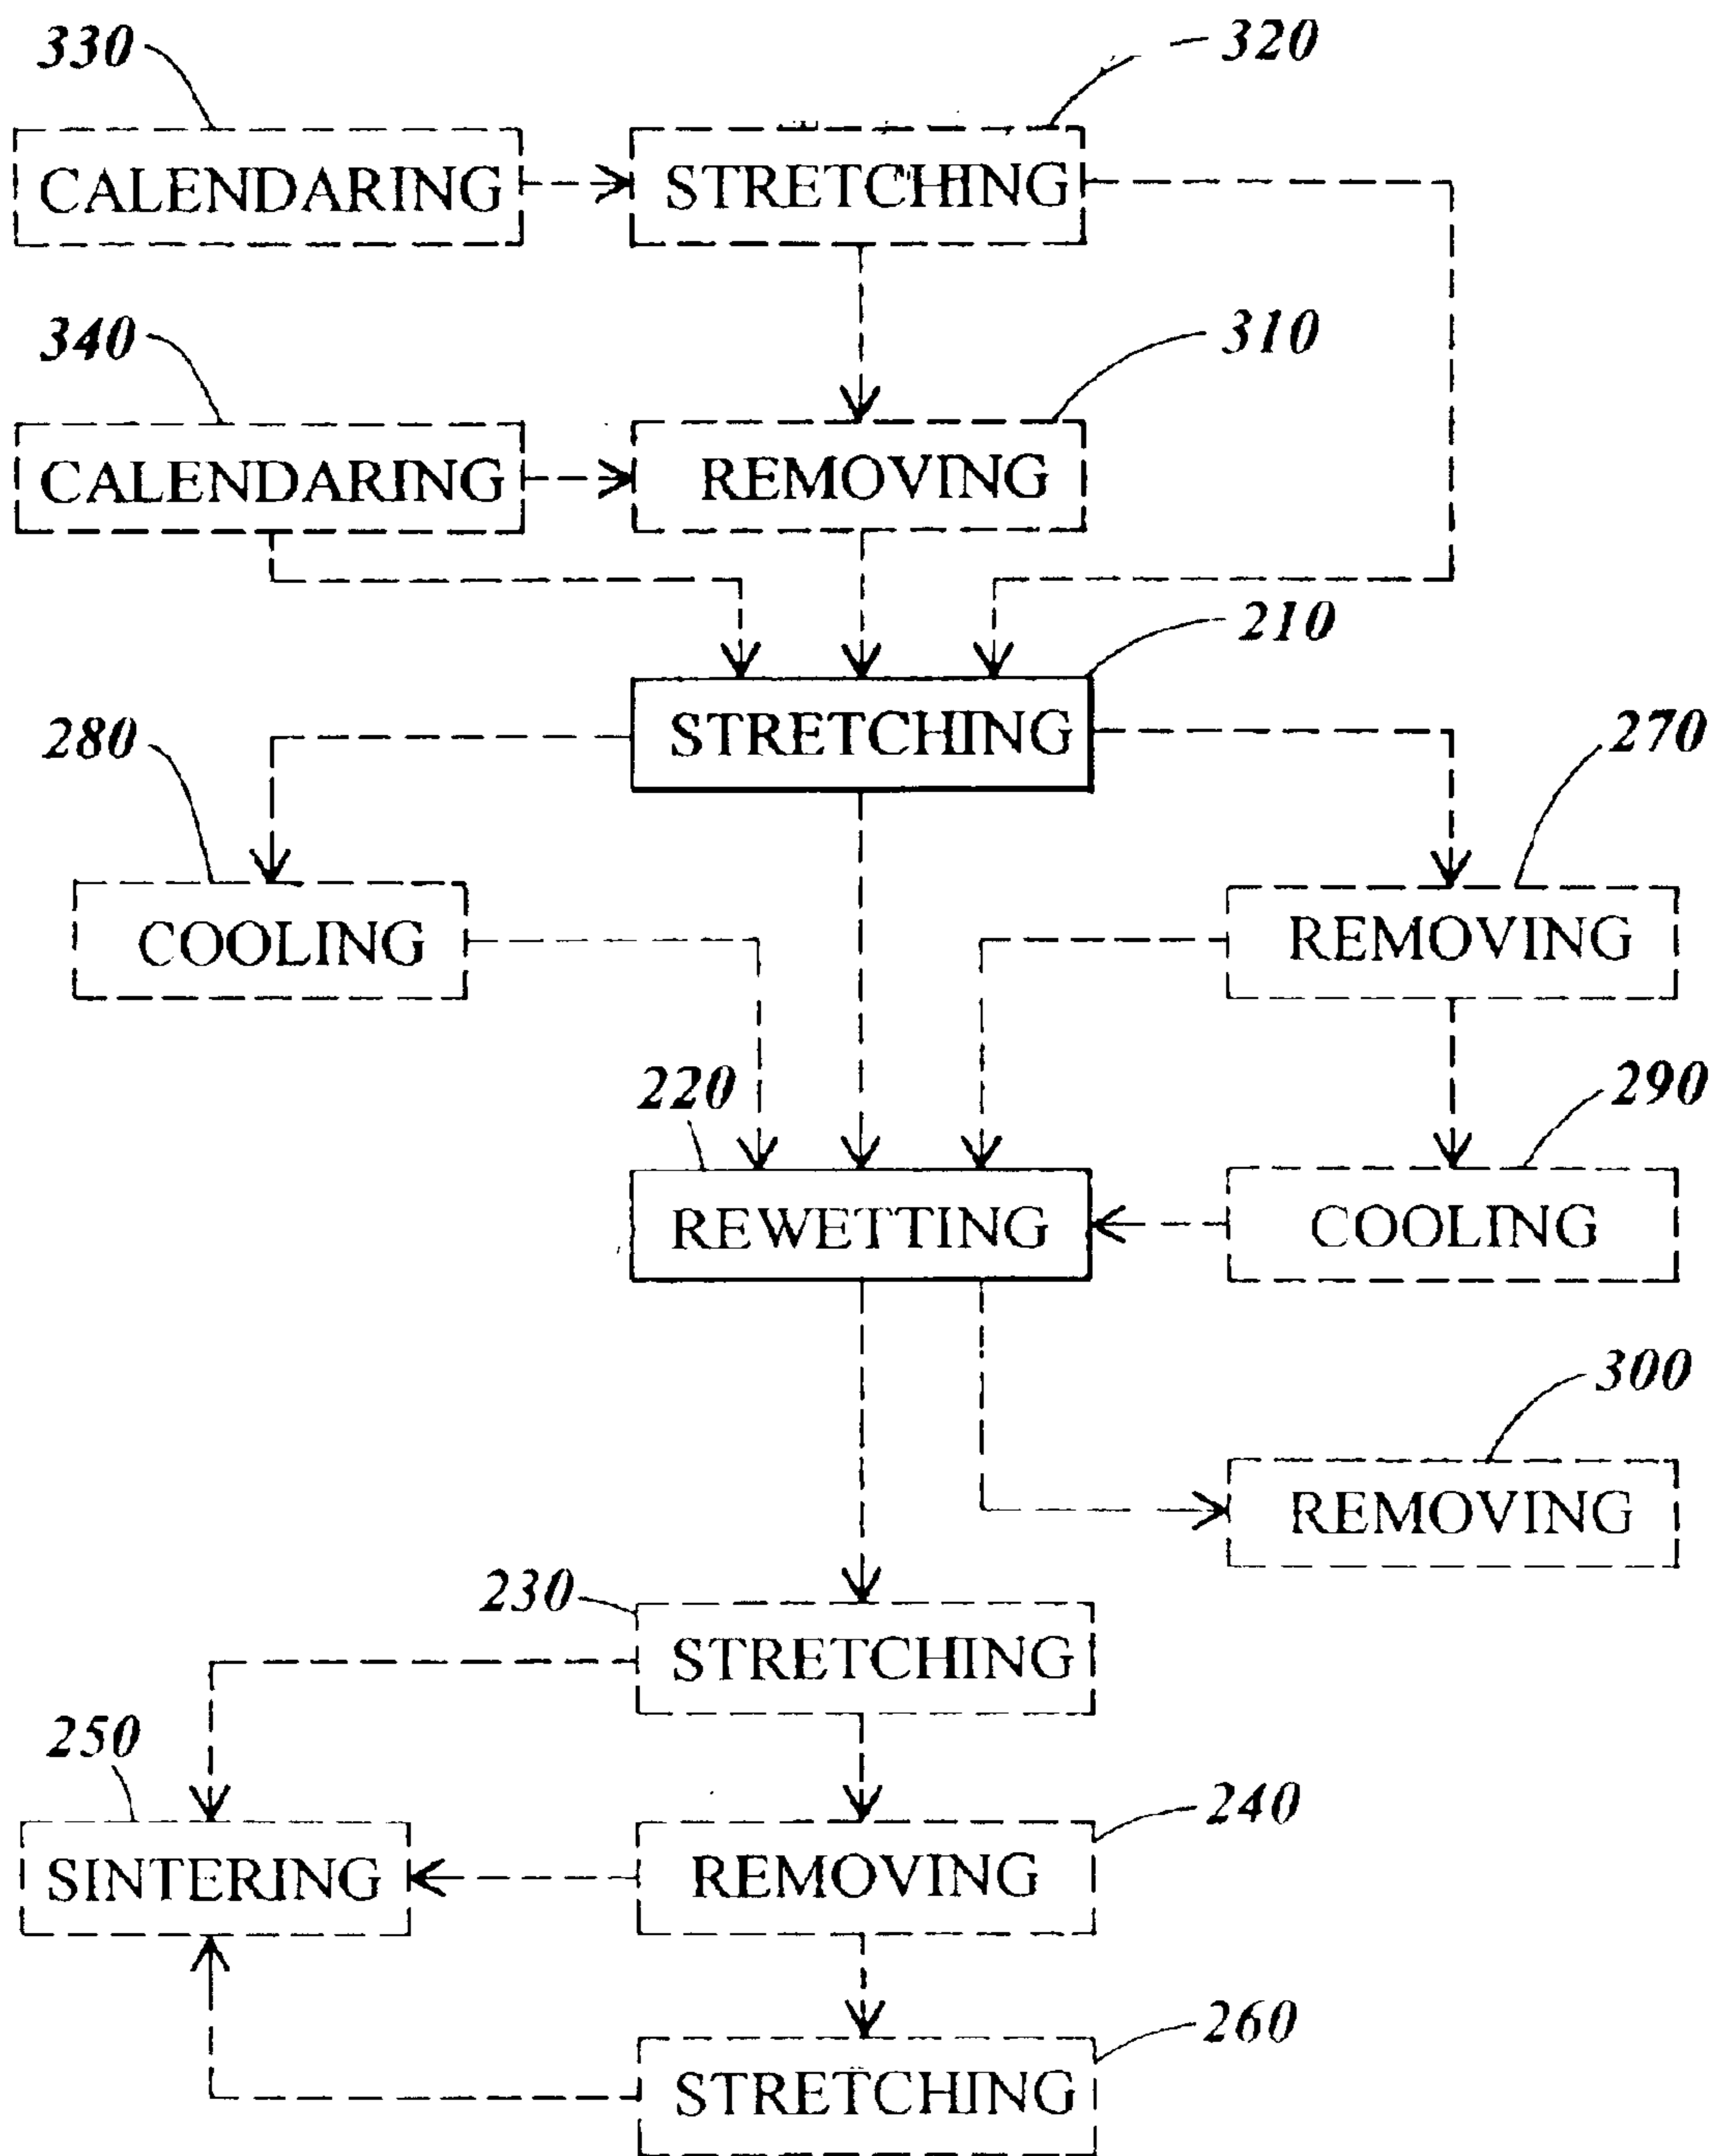 330
320
CALENDARING
STRETCHING
340
310
CALENDARING
REMOVING
210
STRETCHING
280
270
COOLING
REMOVING
220
290
REWETTING
COOLING
300
REMOVING
230
STRETCHING
250
240
SINTERING
REMOVING
260
STRETCHING